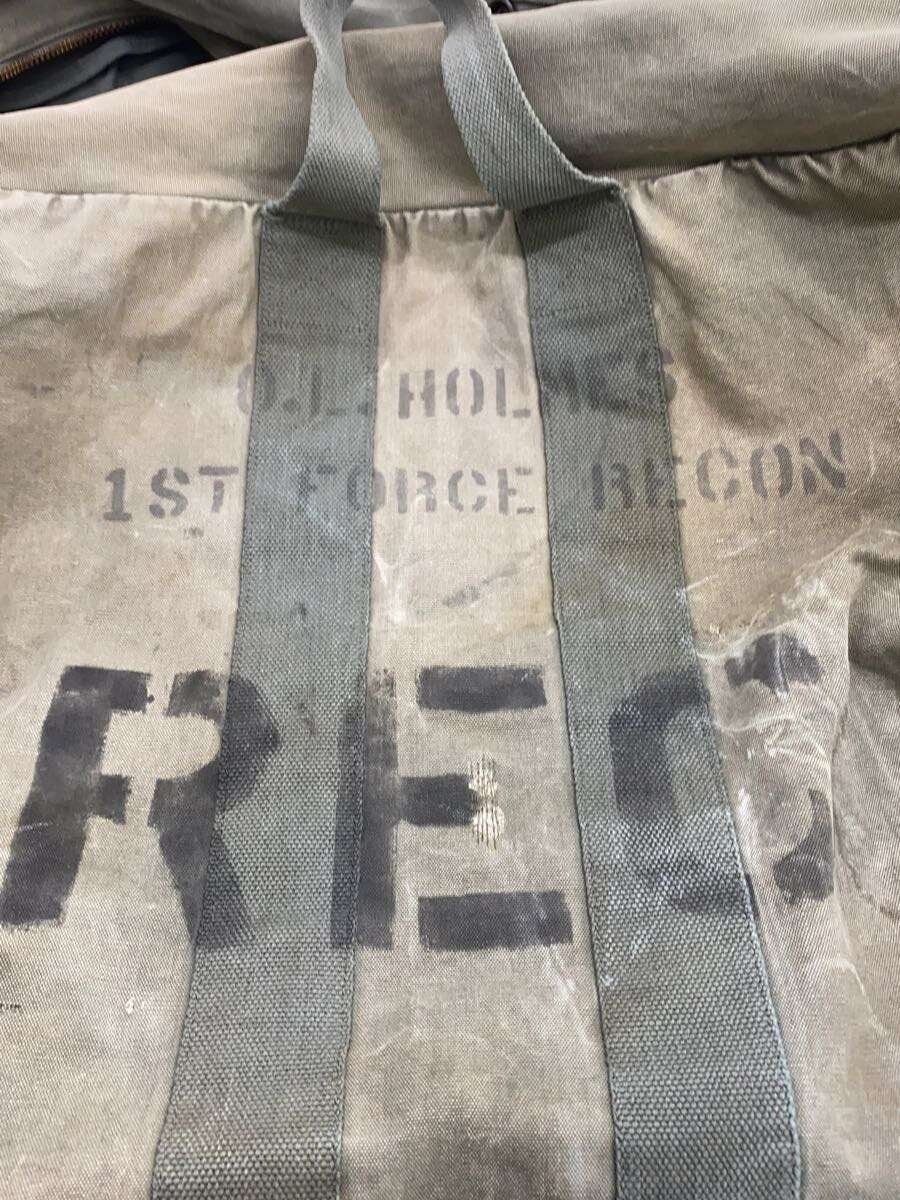 O.L. HOLMES
1ST FORCE RECON
REC